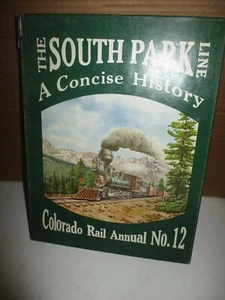 THE SOUTH PARK LINE
A Concise History
Colorado Rail Annual No. 12